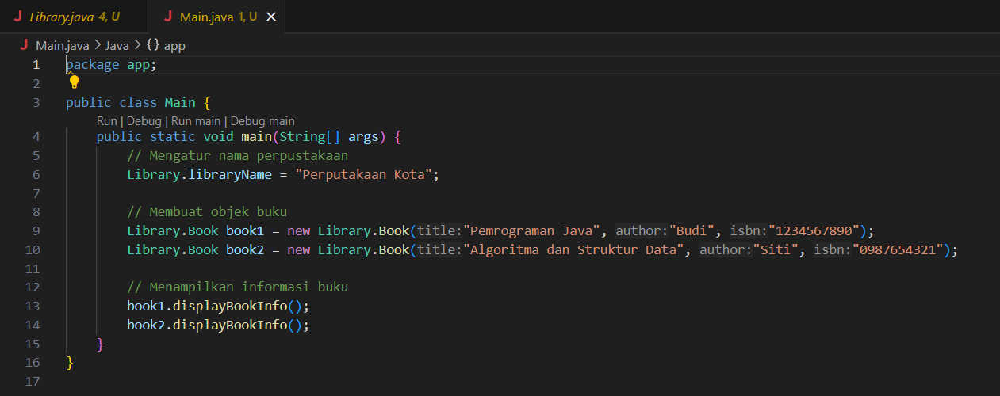 J Library.java 4, U J Main.java 1, U ×
J Main.java > Java > {} app
1 package app;
2
3 public class Main {
Run | Debug | Run main | Debug main
4 public static void main(String[] args) {
5 // Mengatur nama perpustakaan
6 Library.libraryName = "Perputakaan Kota";
7
8 // Membuat objek buku
9 Library.Book book1 = new Library.Book(title:"Pemrograman Java", author:"Budi", isbn:"1234567890");
10 Library.Book book2 = new Library.Book(title:"Algoritma dan Struktur Data", author:"Siti", isbn:"0987654321");
11
12 // Menampilkan informasi buku
13 book1.displayBookInfo();
14 book2.displayBookInfo();
15 }
16 }
17